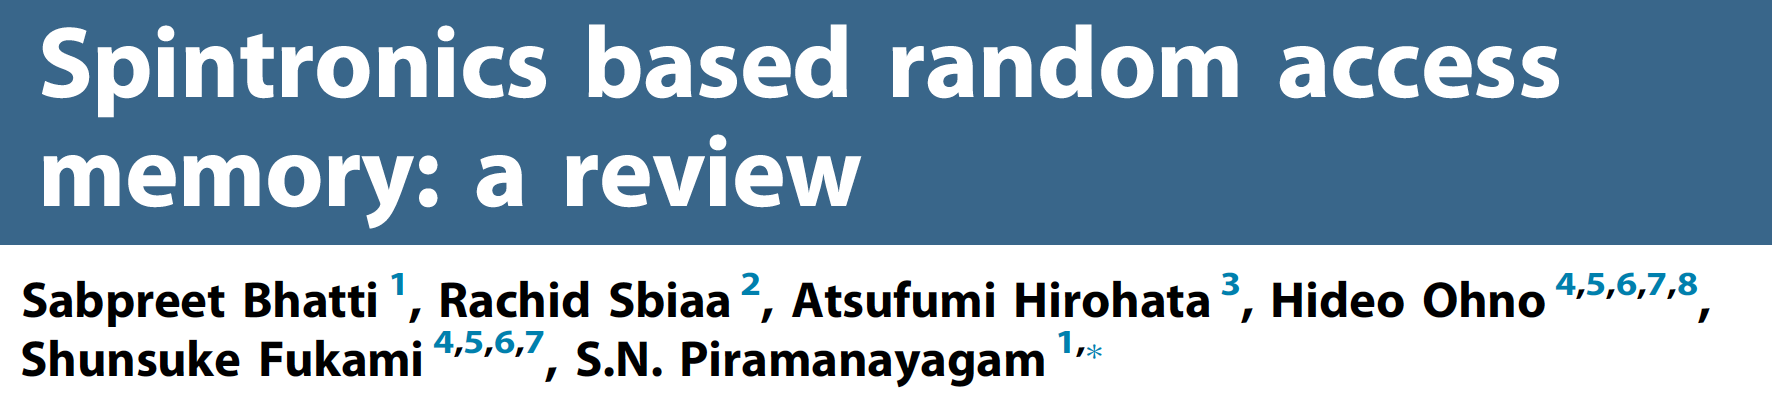 Spintronics based random access
memory: a review
Sabpreet Bhatti 1, Rachid Sbiaa 2, Atsufumi Hirohata 3, Hideo Ohno 4,5,6,7,8,
Shunsuke Fukami 4,5,6,7, S.N. Piramanayagam 1,*